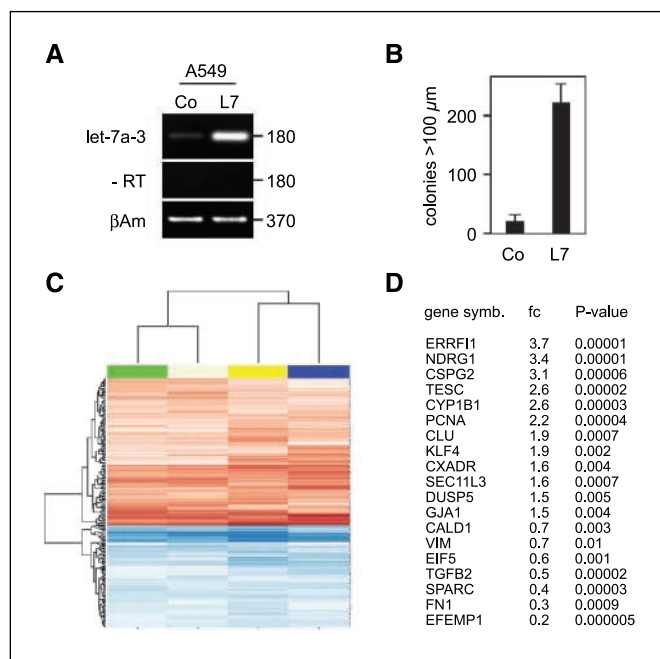 A
A549
Co L7
let-7a-3 180
- RT 180
βAm 370
B
colonies >100 µm
200
100
0
Co L7
C
D
gene symb. fc P-value
ERRFI1 3.7 0.00001
NDRG1 3.4 0.00001
CSPG2 3.1 0.00006
TESC 2.6 0.00002
CYP1B1 2.6 0.00003
PCNA 2.2 0.00004
CLU 1.9 0.0007
KLF4 1.9 0.002
CXADR 1.6 0.004
SEC11L3 1.6 0.0007
DUSP5 1.5 0.005
GJA1 1.5 0.004
CALD1 0.7 0.003
VIM 0.7 0.01
EIF5 0.6 0.001
TGFB2 0.5 0.00002
SPARC 0.4 0.00003
FN1 0.3 0.0009
EFEMP1 0.2 0.000005